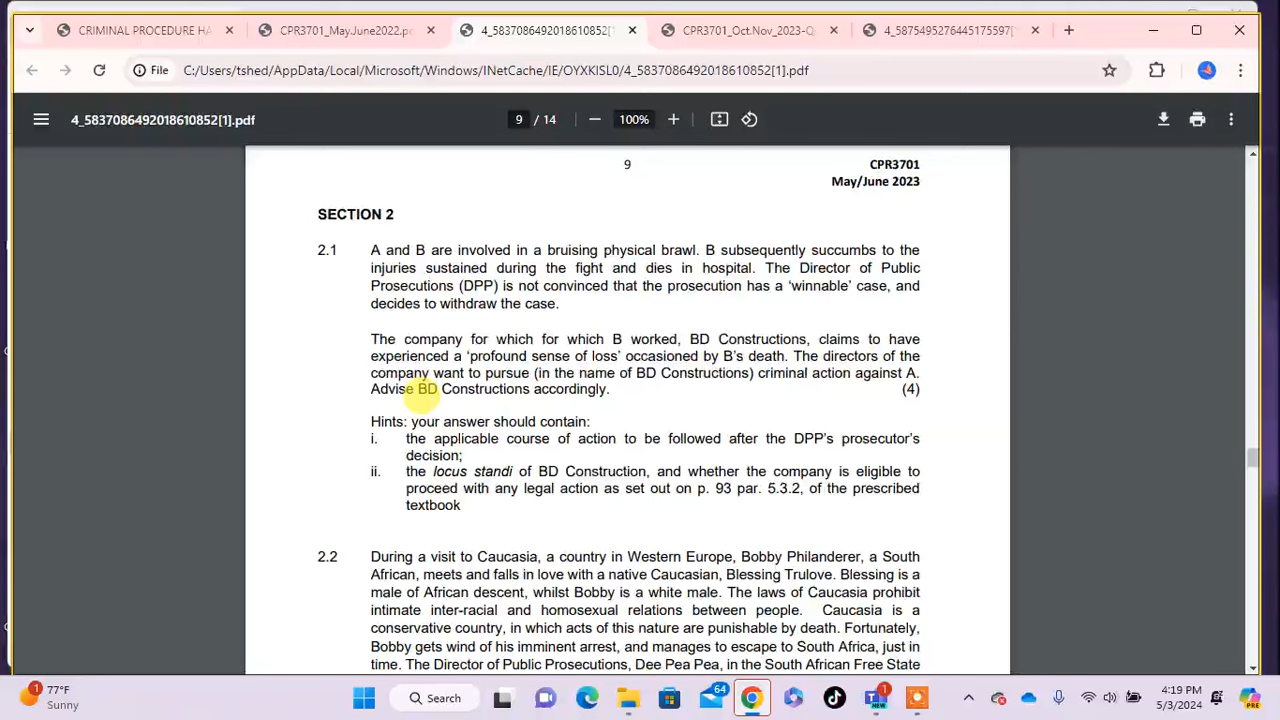 CRIMINAL PROCEDURE HA
CPR3701_May.June2022.pc
4_5837086492018610852[1]
CPR3701_Oct.Nov_2023-Q
4_5875495276445175597[
File C:/Users/tshed/AppData/Local/Microsoft/Windows/INetCache/IE/OYXKISL0/4_5837086492018610852[1].pdf
4_5837086492018610852[1].pdf 9 / 14 100%
9 CPR3701
May/June 2023
SECTION 2
2.1 A and B are involved in a bruising physical brawl. B subsequently succumbs to the
injuries sustained during the fight and dies in hospital. The Director of Public
Prosecutions (DPP) is not convinced that the prosecution has a ‘winnable’ case, and
decides to withdraw the case.
The company for which for which B worked, BD Constructions, claims to have
experienced a ‘profound sense of loss’ occasioned by B’s death. The directors of the
company want to pursue (in the name of BD Constructions) criminal action against A.
Advise BD Constructions accordingly. (4)
Hints: your answer should contain:
i. the applicable course of action to be followed after the DPP’s prosecutor’s
decision;
ii. the locus standi of BD Construction, and whether the company is eligible to
proceed with any legal action as set out on p. 93 par. 5.3.2, of the prescribed
textbook
2.2 During a visit to Caucasia, a country in Western Europe, Bobby Philanderer, a South
African, meets and falls in love with a native Caucasian, Blessing Trulove. Blessing is a
male of African descent, whilst Bobby is a white male. The laws of Caucasia prohibit
intimate inter-racial and homosexual relations between people. Caucasia is a
conservative country, in which acts of this nature are punishable by death. Fortunately,
Bobby gets wind of his imminent arrest, and manages to escape to South Africa, just in
time. The Director of Public Prosecutions, Dee Pea Pea, in the South African Free State
1 77°F
Sunny
Search
64
1
NEW
4:19 PM
5/3/2024
PRE